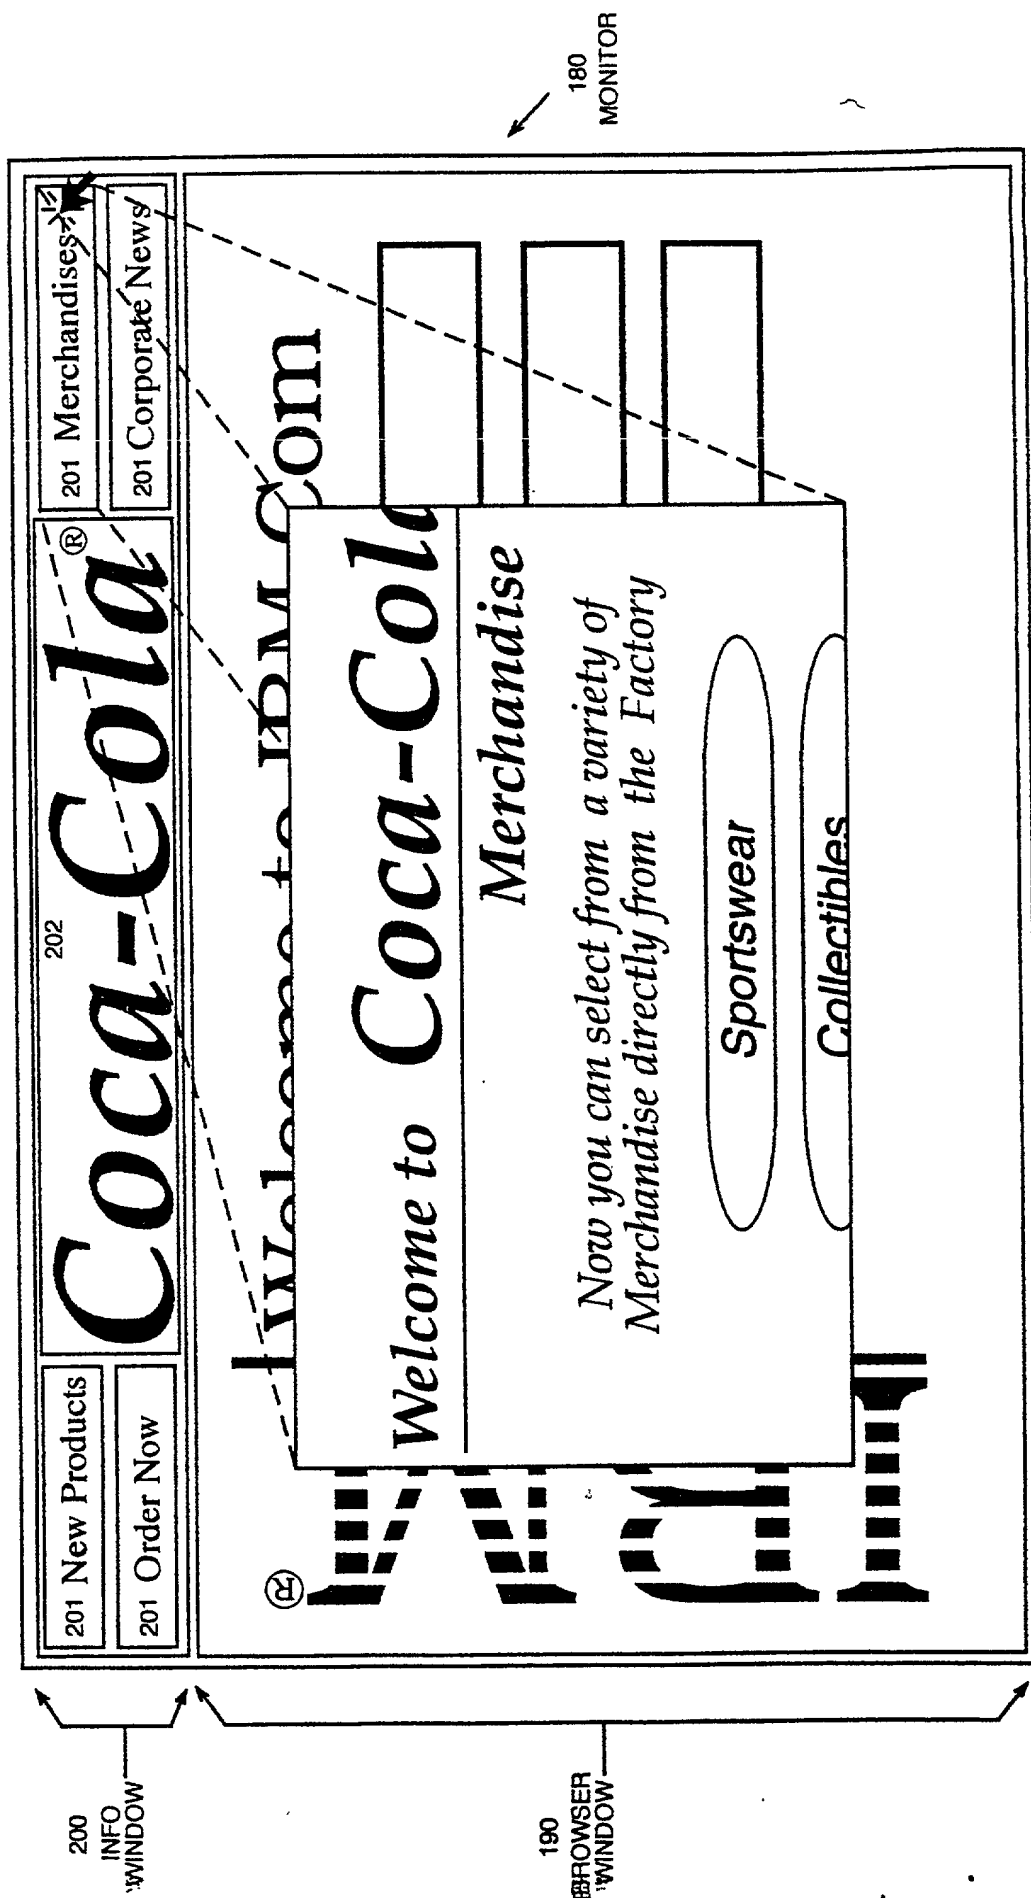 200
INFO
WINDOW
201 New Products
201 Order Now
202
Coca-Cola®
201 Merchandises
201 Corporate News
180
MONITOR
190
BROWSER
WINDOW
®
IBM
Welcome to IBM.Com
Welcome to Coca-Cola
Merchandise
Now you can select from a variety of
Merchandise directly from the Factory
Sportswear
Collectibles